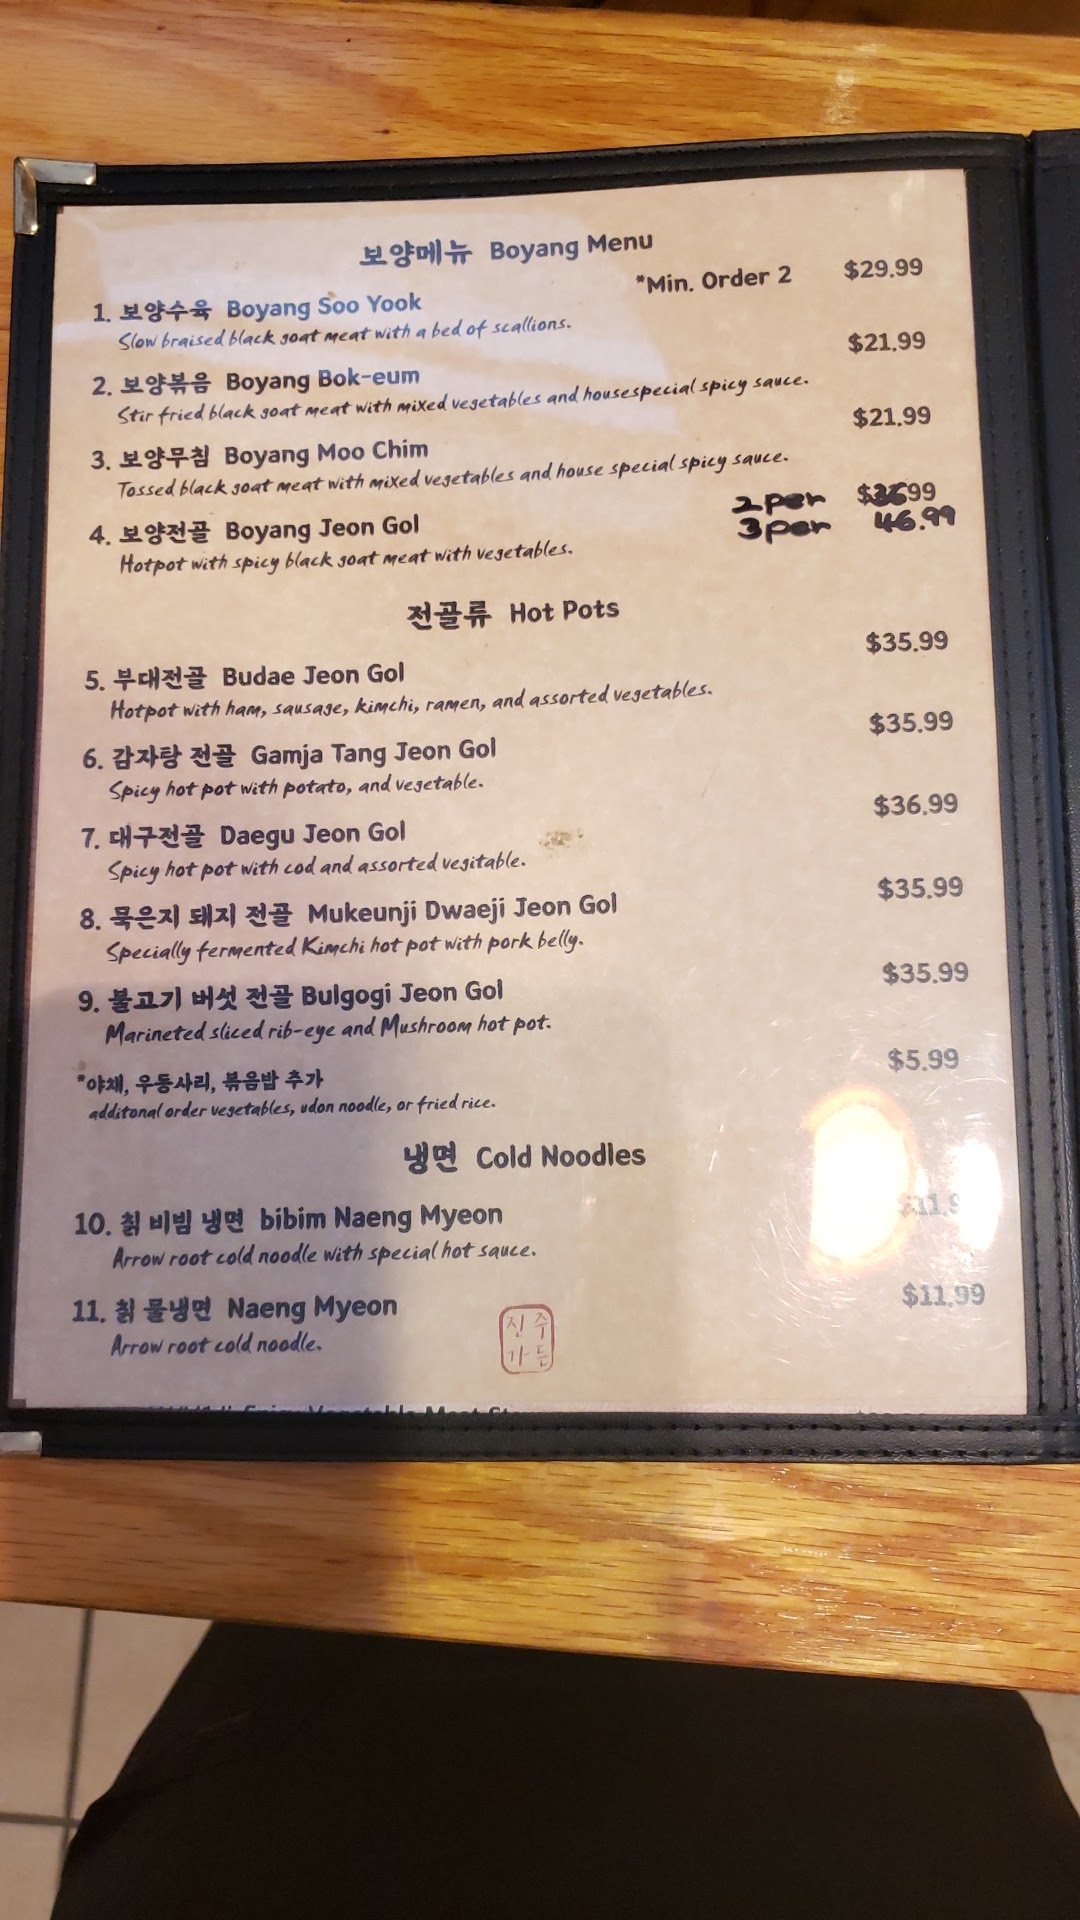 보양메뉴 Boyang Menu
*Min. Order 2 $29.99
1. 보양수육 Boyang Soo Yook
Slow braised black goat meat with a bed of scallions.
$21.99
2. 보양볶음 Boyang Bok-eum
Stir fried black goat meat with mixed vegetables and housespecial spicy sauce.
$21.99
3. 보양무침 Boyang Moo Chim
Tossed black goat meat with mixed vegetables and house special spicy sauce.
2 per $3699
3 per 46.99
4. 보양전골 Boyang Jeon Gol
Hotpot with spicy black goat meat with vegetables.
전골류 Hot Pots
$35.99
5. 부대전골 Budae Jeon Gol
Hotpot with ham, sausage, kimchi, ramen, and assorted vegetables.
$35.99
6. 감자탕 전골 Gamja Tang Jeon Gol
Spicy hot pot with potato, and vegetable.
$36.99
7. 대구전골 Daegu Jeon Gol
Spicy hot pot with cod and assorted vegitable.
$35.99
8. 묵은지 돼지 전골 Mukeunji Dwaeji Jeon Gol
Specially fermented Kimchi hot pot with pork belly.
$35.99
9. 불고기 버섯 전골 Bulgogi Jeon Gol
Marineted sliced rib-eye and Mushroom hot pot.
$5.99
*야채, 우동사리, 볶음밥 추가
additonal order vegetables, udon noodle, or fried rice.
냉면 Cold Noodles
$11.9
10. 칡 비빔 냉면 bibim Naeng Myeon
Arrow root cold noodle with special hot sauce.
$11.99
11. 칡 물냉면 Naeng Myeon
Arrow root cold noodle.
진주
가든